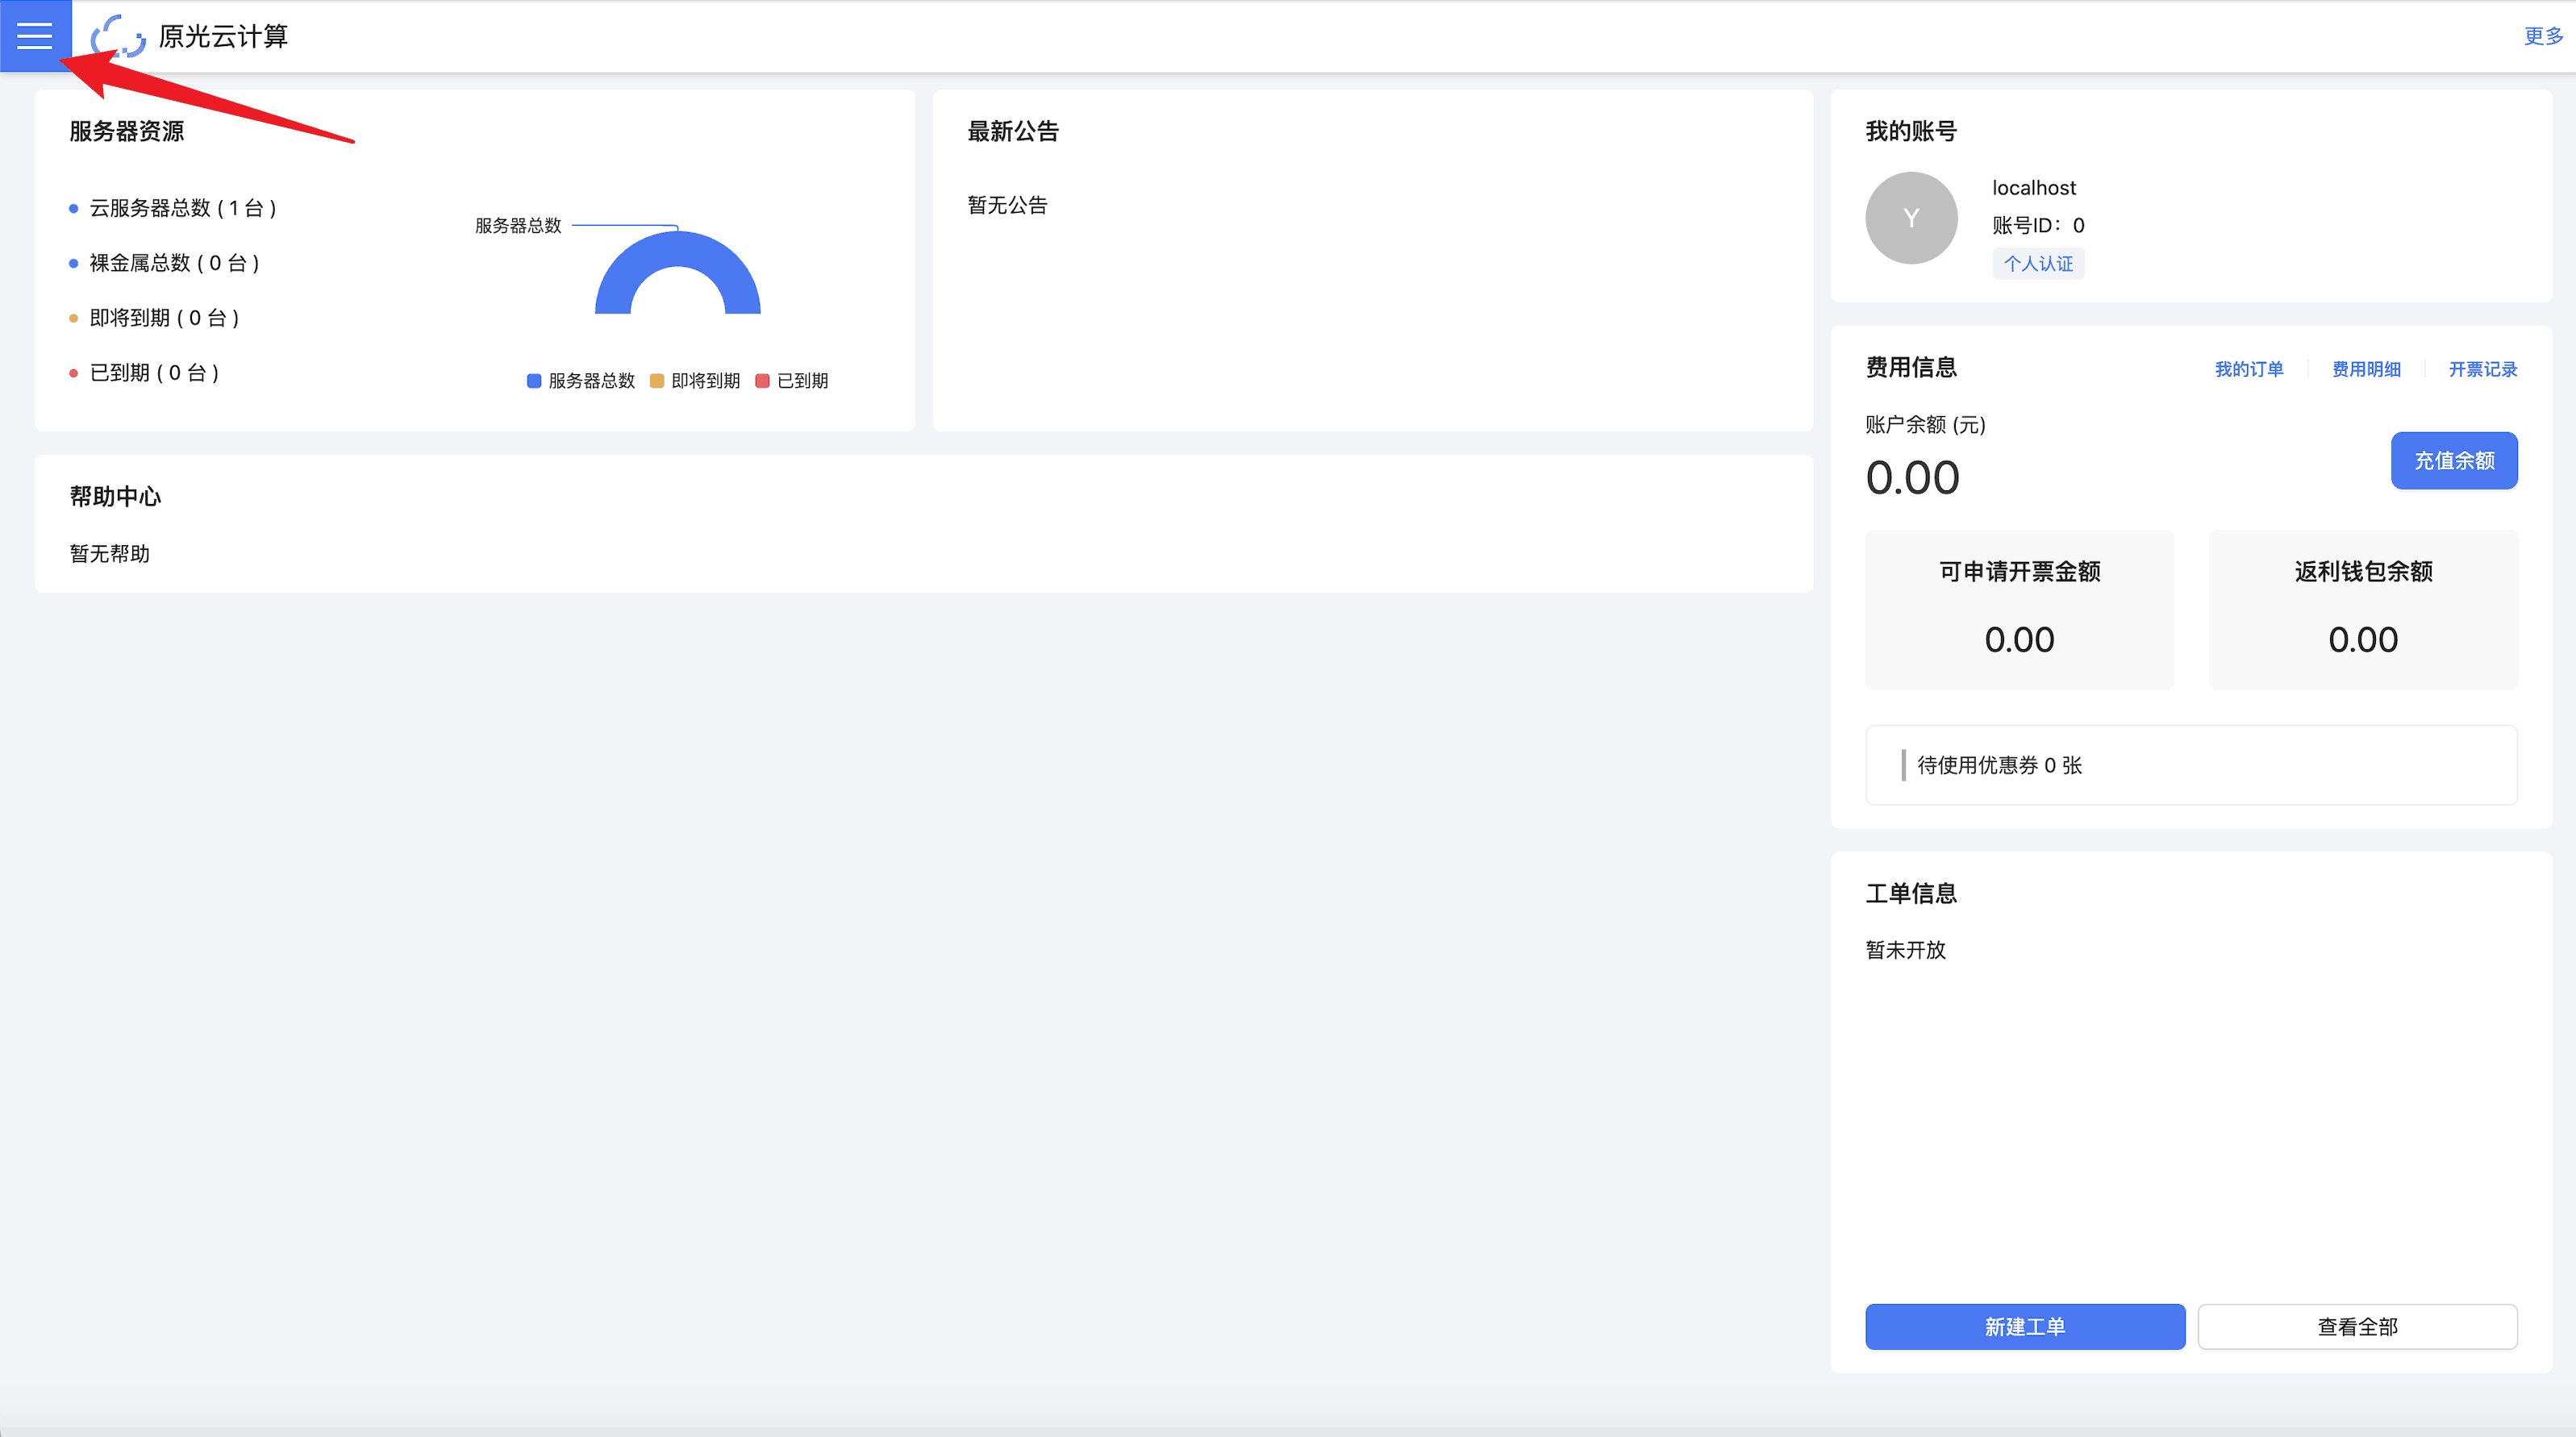 原光云计算
更多
服务器资源
云服务器总数 ( 1 台 )
裸金属总数 ( 0 台 )
即将到期 ( 0 台 )
已到期 ( 0 台 )
服务器总数
服务器总数 即将到期 已到期
最新公告
暂无公告
帮助中心
暂无帮助
我的账号
Y
localhost
账号ID：0
个人认证
费用信息
我的订单
费用明细
开票记录
账户余额 (元)
0.00
充值余额
可申请开票金额
0.00
返利钱包余额
0.00
待使用优惠券 0 张
工单信息
暂未开放
新建工单
查看全部